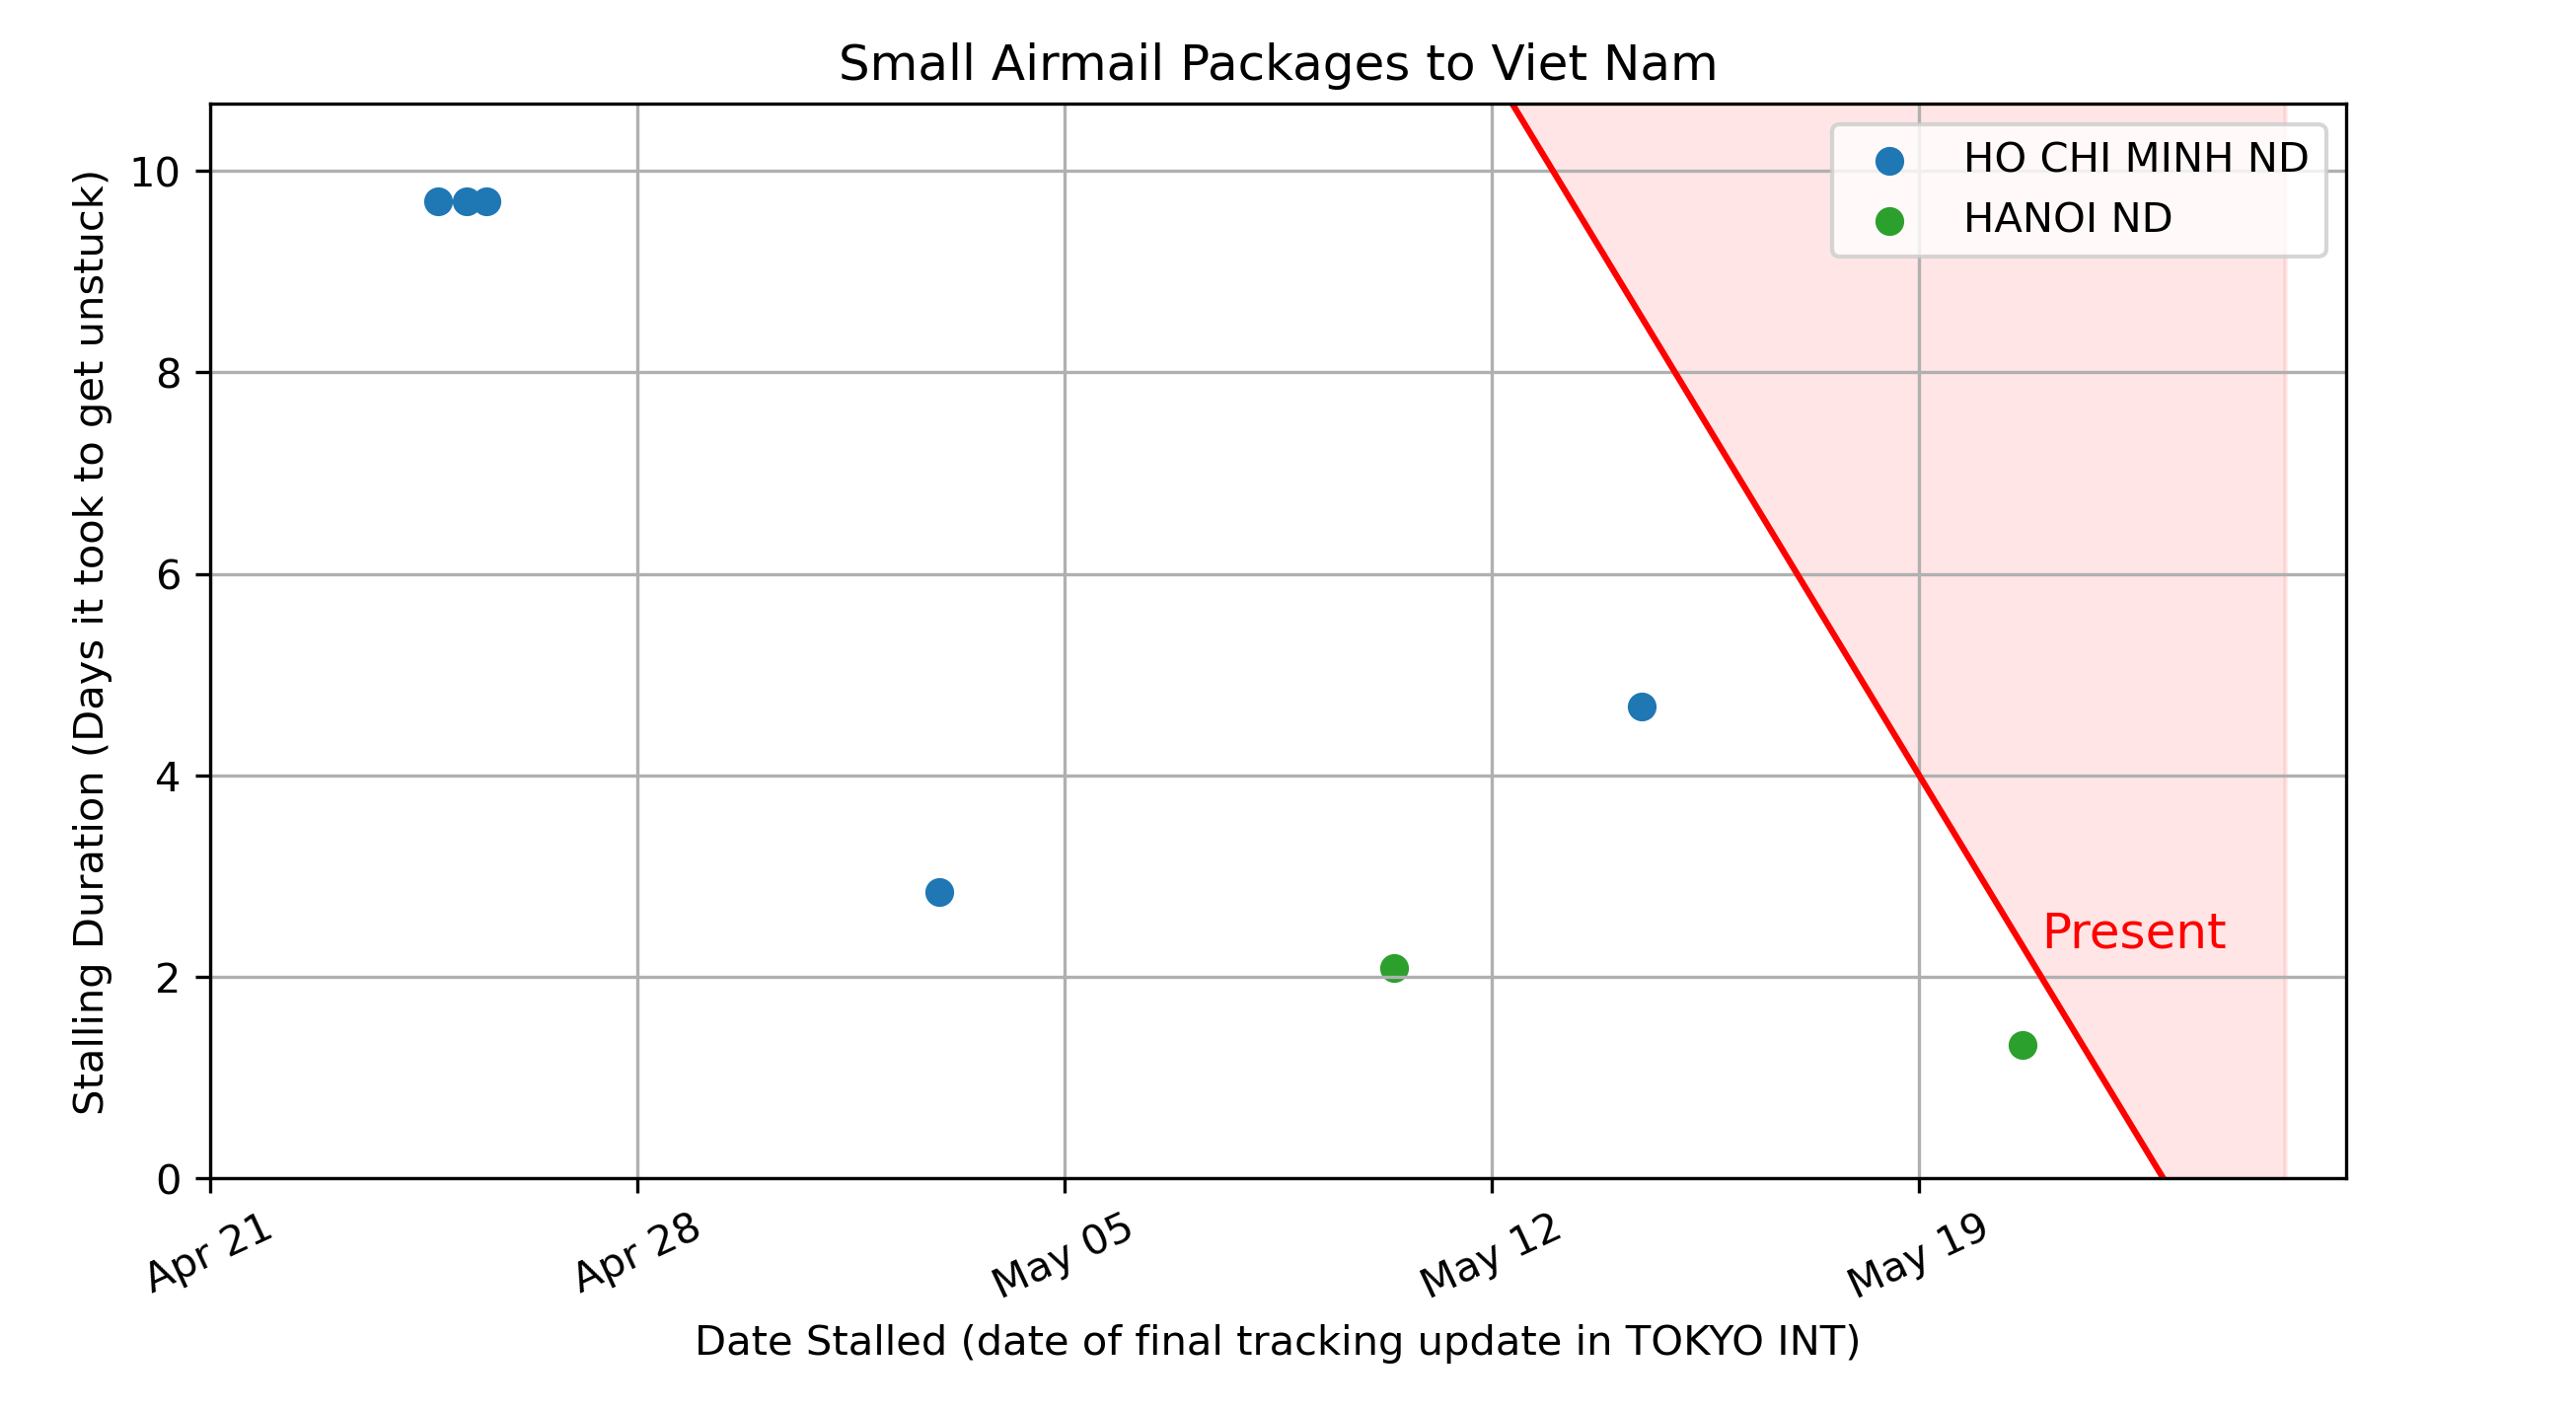 Small Airmail Packages to Viet Nam
Stalling Duration (Days it took to get unstuck)
10
8
6
4
2
0
HO CHI MINH ND
HANOI ND
Present
Apr 21
Apr 28
May 05
May 12
May 19
Date Stalled (date of final tracking update in TOKYO INT)